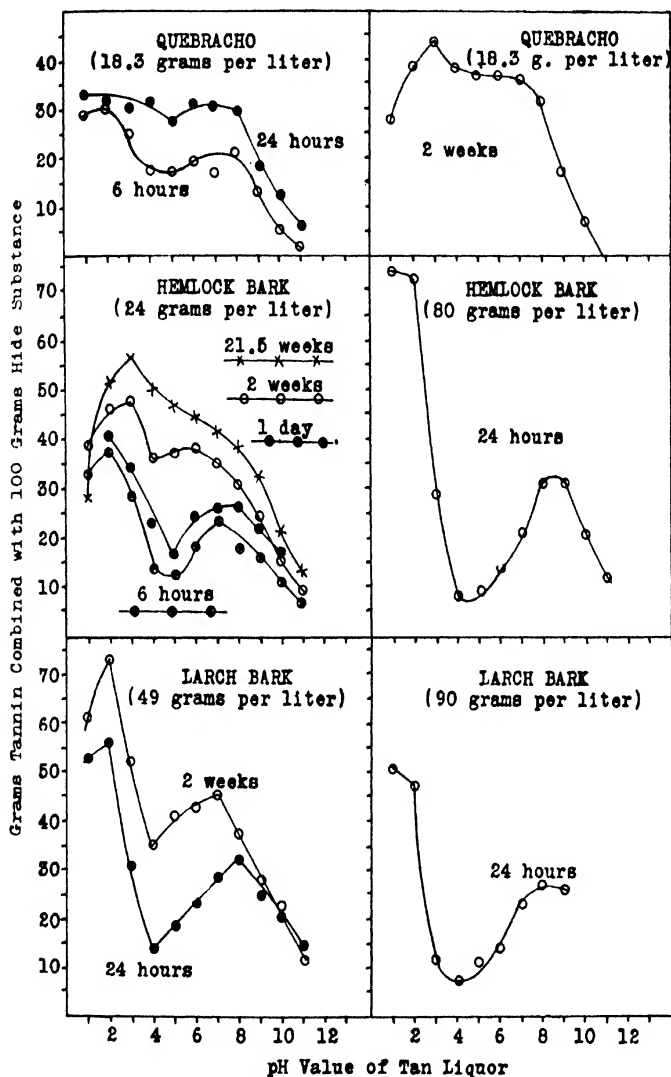 Grams Tannin Combined with 100 Grams Hide Substance
QUEBRACHO
(18.3 grams per liter)
40
30
20
10
24 hours
6 hours
QUEBRACHO
(18.3 g. per liter)
2 weeks
HEMLOCK BARK
(24 grams per liter)
70
60
50
40
30
20
10
21.5 weeks
2 weeks
1 day
6 hours
HEMLOCK BARK
(80 grams per liter)
24 hours
LARCH BARK
(49 grams per liter)
70
60
50
40
30
20
10
2 weeks
24 hours
LARCH BARK
(90 grams per liter)
24 hours
2 4 6 8 10 12 2 4 6 8 10 12 14
pH Value of Tan Liquor